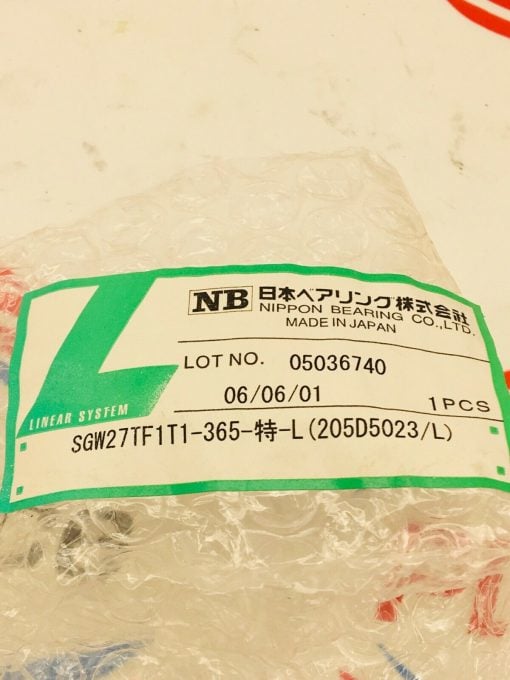 NB 日本ベアリング株式会社
NIPPON BEARING CO.,LTD.
MADE IN JAPAN
LOT NO. 05036740
06/06/01 1PCS
LINEAR SYSTEM
SGW27TF1T1-365-特-L(205D5023/L)